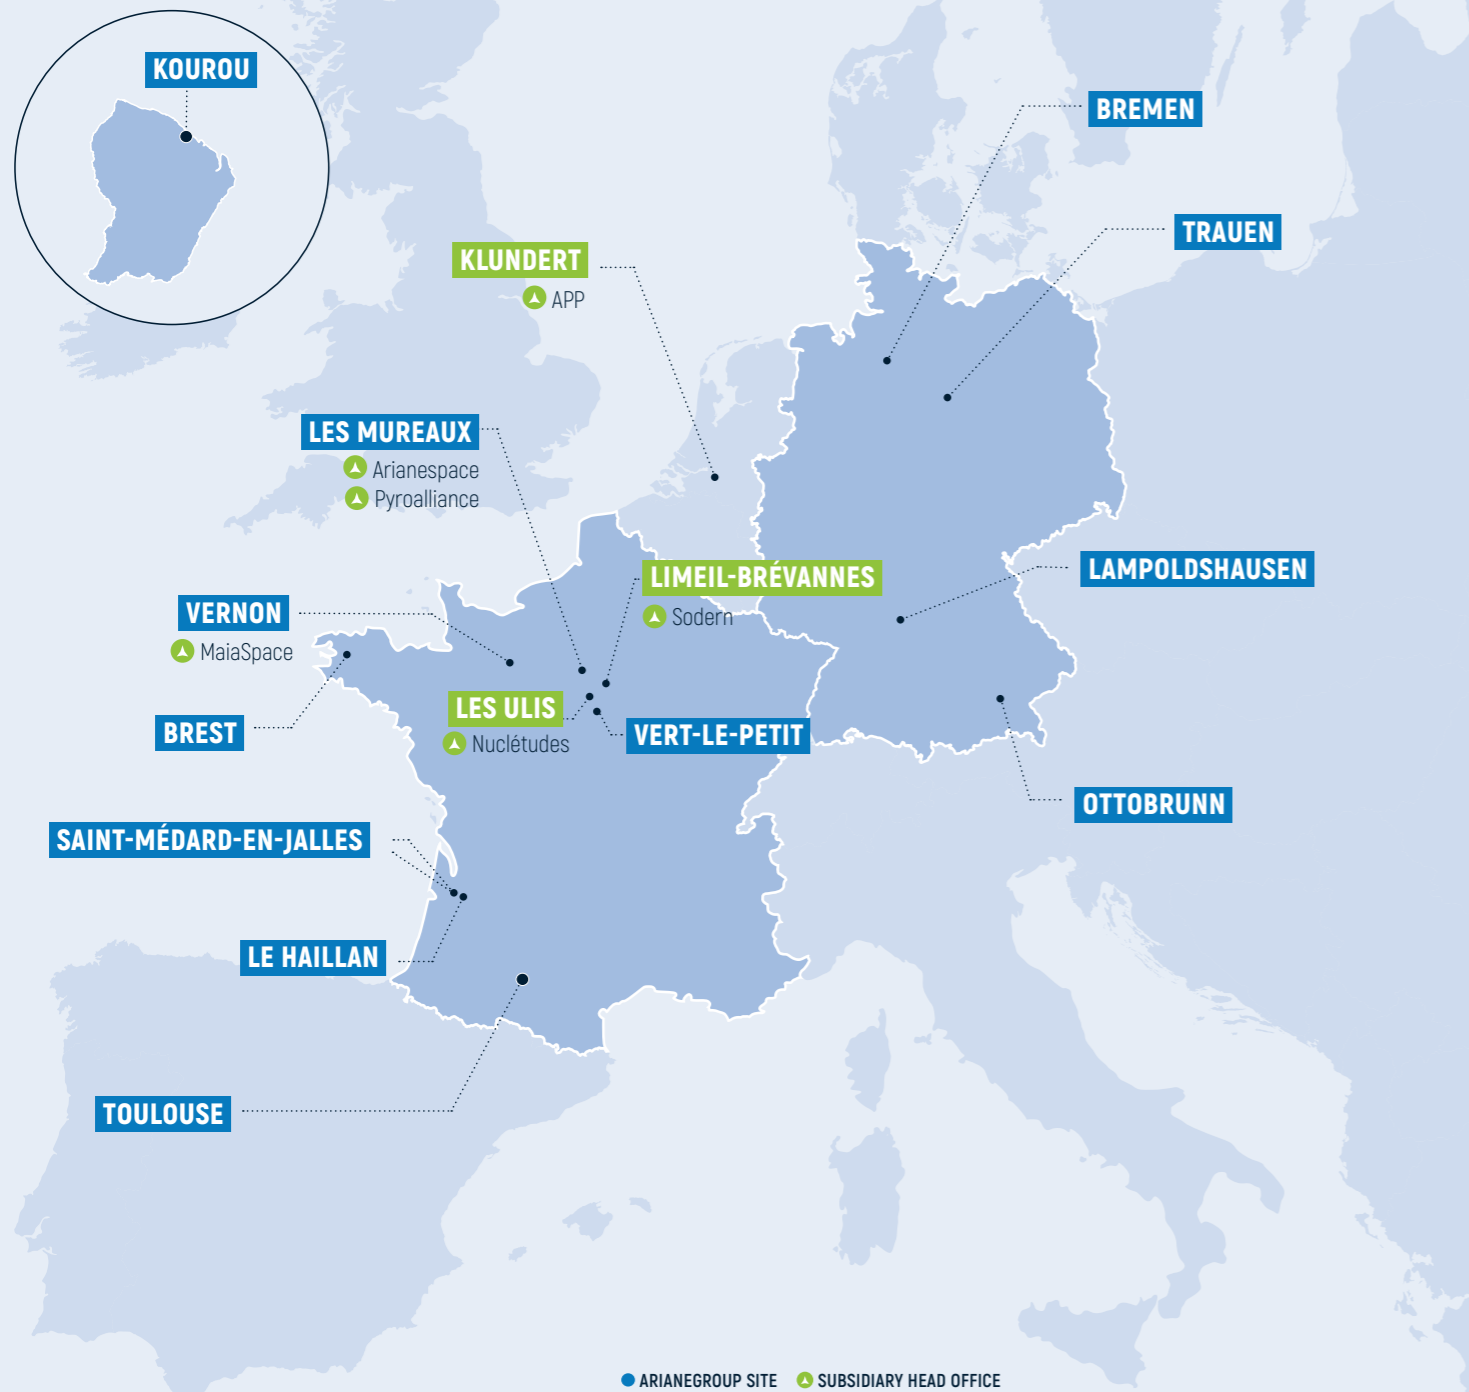 KOUROU
BREMEN
TRAUEN
KLUNDERT
APP
LES MUREAUX
Arianespace
Pyroalliance
LIMEIL-BRÉVANNES
Sodern
LAMPOLDSHAUSEN
VERNON
MaiaSpace
LES ULIS
Nuclétudes
BREST
VERT-LE-PETIT
OTTOBRUNN
SAINT-MÉDARD-EN-JALLES
LE HAILLAN
TOULOUSE
ARIANEGROUP SITE SUBSIDIARY HEAD OFFICE